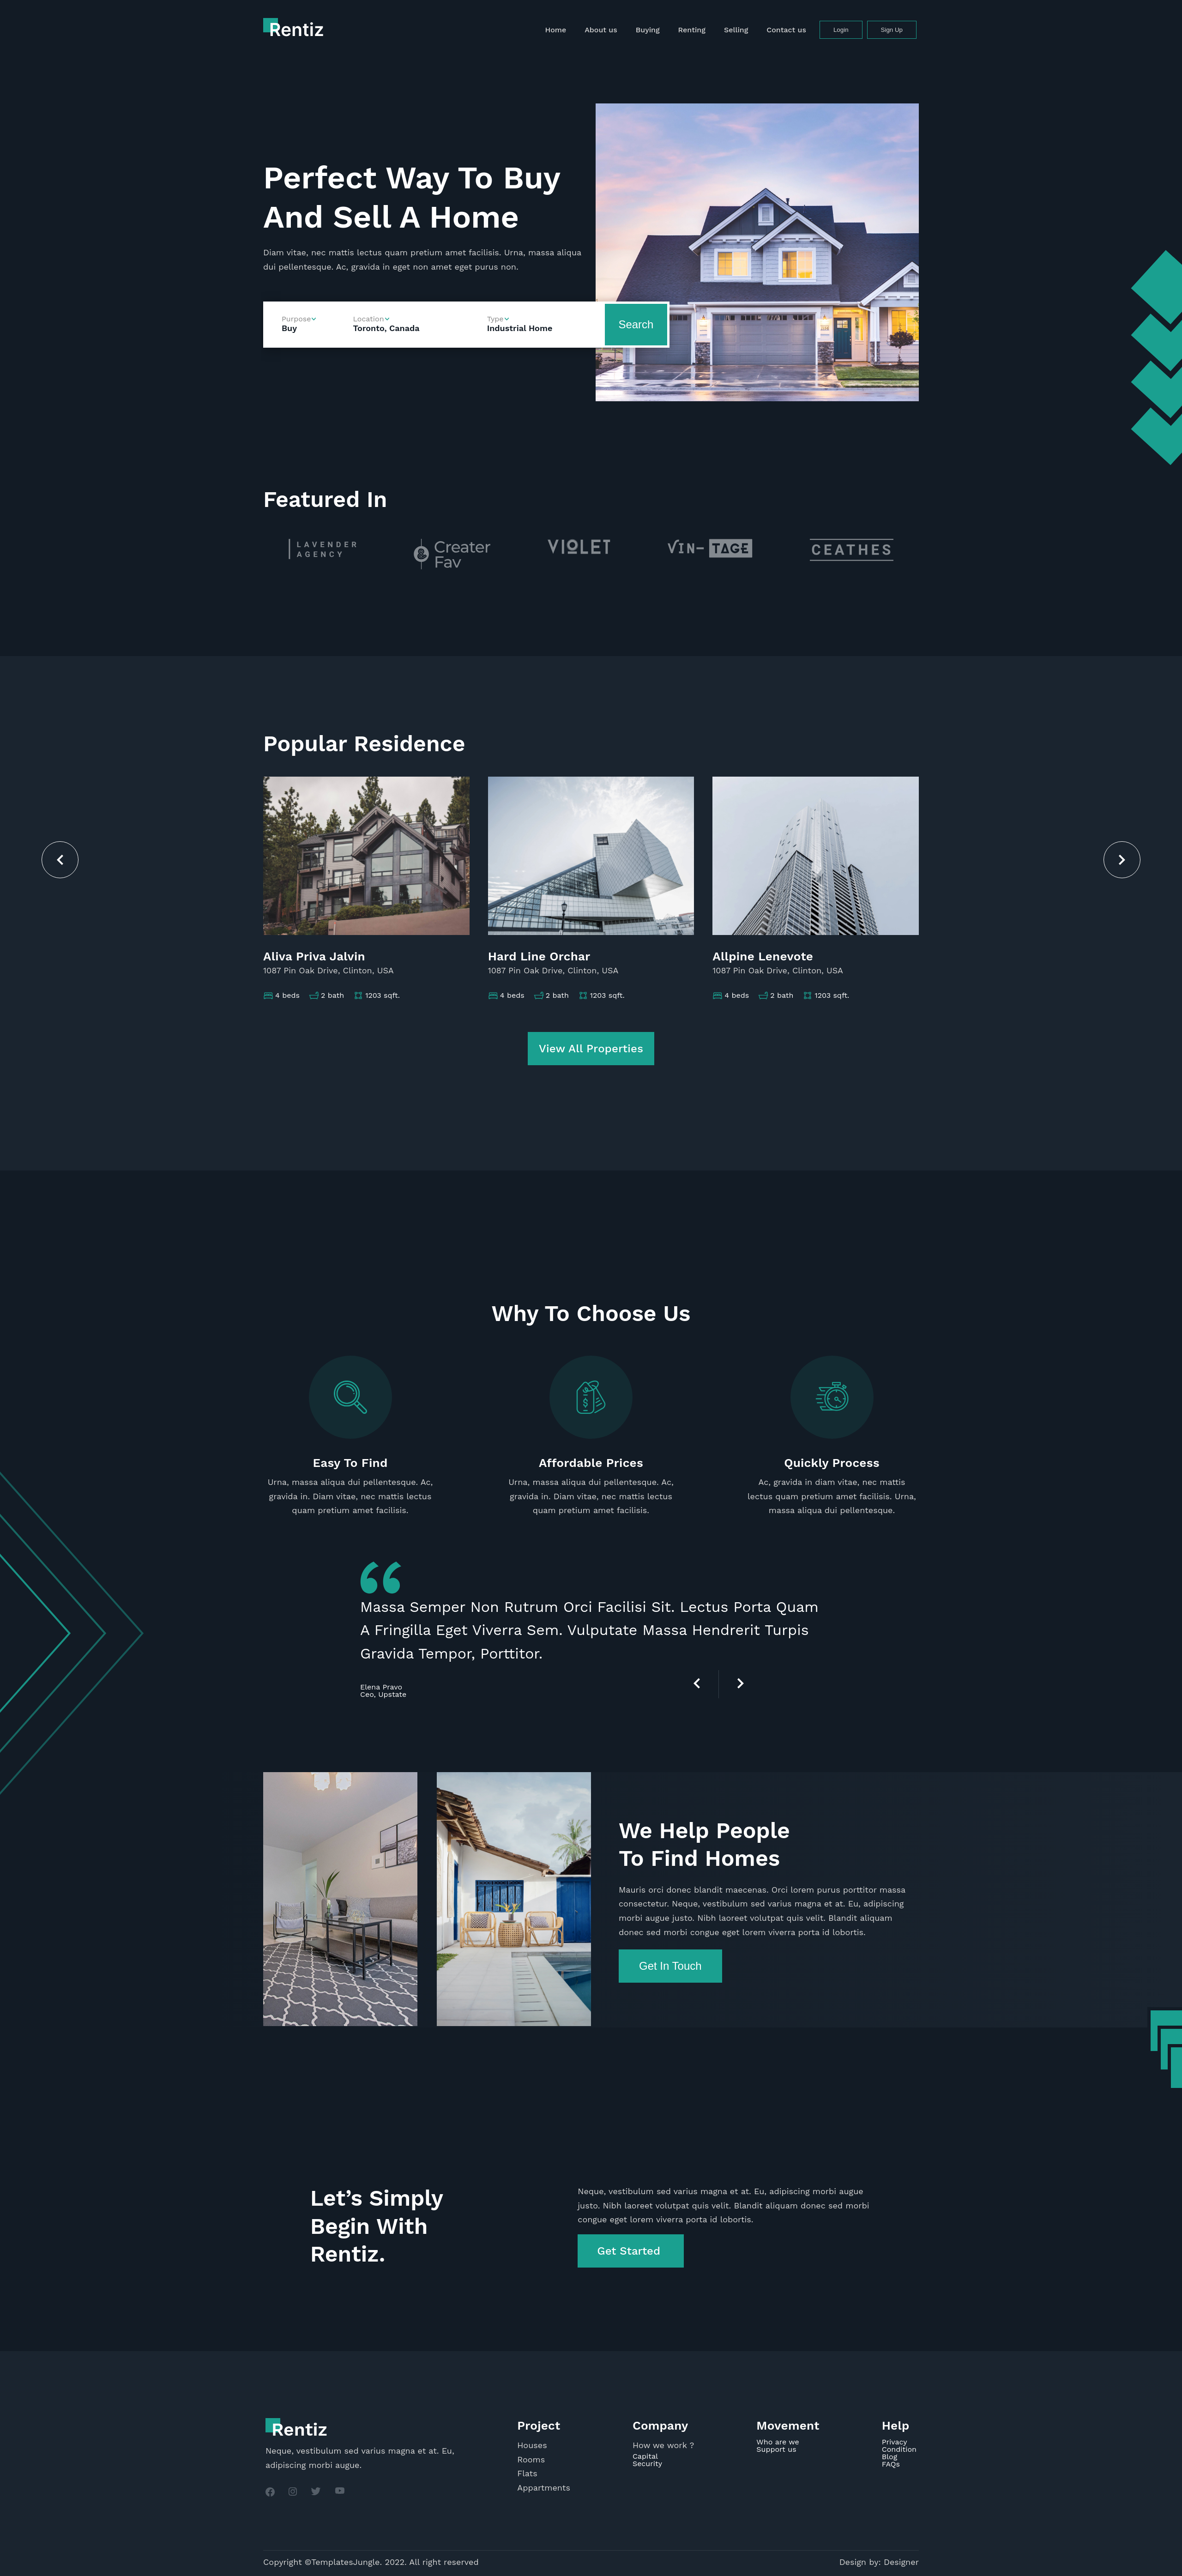 Rentiz
Home About us Buying Renting Selling Contact us Login Sign Up
Perfect Way To Buy
And Sell A Home
Diam vitae, nec mattis lectus quam pretium amet facilisis. Urna, massa aliqua
dui pellentesque. Ac, gravida in eget non amet eget purus non.
Purpose Location Type
Buy Toronto, Canada Industrial Home
Search
Featured In
LAVENDER
AGENCY
Creater
Fav
VIOLET
VIN-TAGE
CEATHES
Popular Residence
Aliva Priva Jalvin
1087 Pin Oak Drive, Clinton, USA
4 beds 2 bath 1203 sqft.
Hard Line Orchar
1087 Pin Oak Drive, Clinton, USA
4 beds 2 bath 1203 sqft.
Allpine Lenevote
1087 Pin Oak Drive, Clinton, USA
4 beds 2 bath 1203 sqft.
View All Properties
Why To Choose Us
Easy To Find
Urna, massa aliqua dui pellentesque. Ac,
gravida in. Diam vitae, nec mattis lectus
quam pretium amet facilisis.
Affordable Prices
Urna, massa aliqua dui pellentesque. Ac,
gravida in. Diam vitae, nec mattis lectus
quam pretium amet facilisis.
Quickly Process
Ac, gravida in diam vitae, nec mattis
lectus quam pretium amet facilisis. Urna,
massa aliqua dui pellentesque.
Massa Semper Non Rutrum Orci Facilisi Sit. Lectus Porta Quam
A Fringilla Eget Viverra Sem. Vulputate Massa Hendrerit Turpis
Gravida Tempor, Porttitor.
Elena Pravo
Ceo, Upstate
We Help People
To Find Homes
Mauris orci donec blandit maecenas. Orci lorem purus porttitor massa
consectetur. Neque, vestibulum sed varius magna et at. Eu, adipiscing
morbi augue justo. Nibh laoreet volutpat quis velit. Blandit aliquam
donec sed morbi congue eget lorem viverra porta id lobortis.
Get In Touch
Let’s Simply
Begin With
Rentiz.
Neque, vestibulum sed varius magna et at. Eu, adipiscing morbi augue
justo. Nibh laoreet volutpat quis velit. Blandit aliquam donec sed morbi
congue eget lorem viverra porta id lobortis.
Get Started
Rentiz
Neque, vestibulum sed varius magna et at. Eu,
adipiscing morbi augue.
Project
Houses
Rooms
Flats
Appartments
Company
How we work ?
Capital
Security
Movement
Who are we
Support us
Help
Privacy
Condition
Blog
FAQs
Copyright ©TemplatesJungle. 2022. All right reserved
Design by: Designer